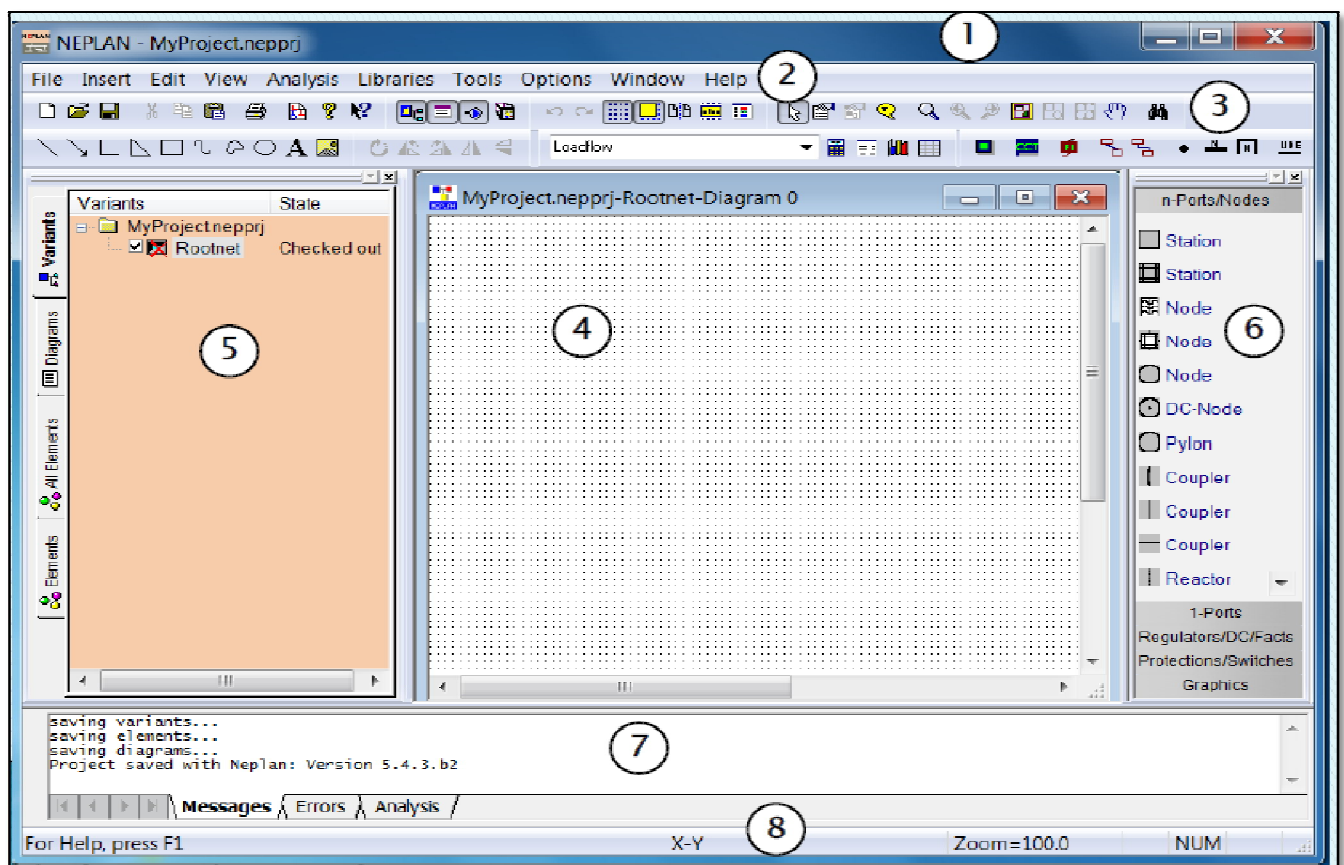 NEPLAN - MyProject.nepprj
1
File Insert Edit View Analysis Libraries Tools Options Window Help
2
3
A
Loadflow
Variants State
MyProject.nepprj
Rootnet Checked out
Variants
Diagrams
All Elements
Elements
5
MyProject.nepprj-Rootnet-Diagram 0
4
n-Ports/Nodes
Station
Station
Node
Node
Node
DC-Node
Pylon
Coupler
Coupler
Coupler
Reactor
6
1-Ports
Regulators/DC/Facts
Protections/Switches
Graphics
saving variants...
saving elements...
saving diagrams...
Project saved with Neplan: Version 5.4.3.b2
7
Messages Errors Analysis
8
For Help, press F1 X-Y Zoom=100.0 NUM